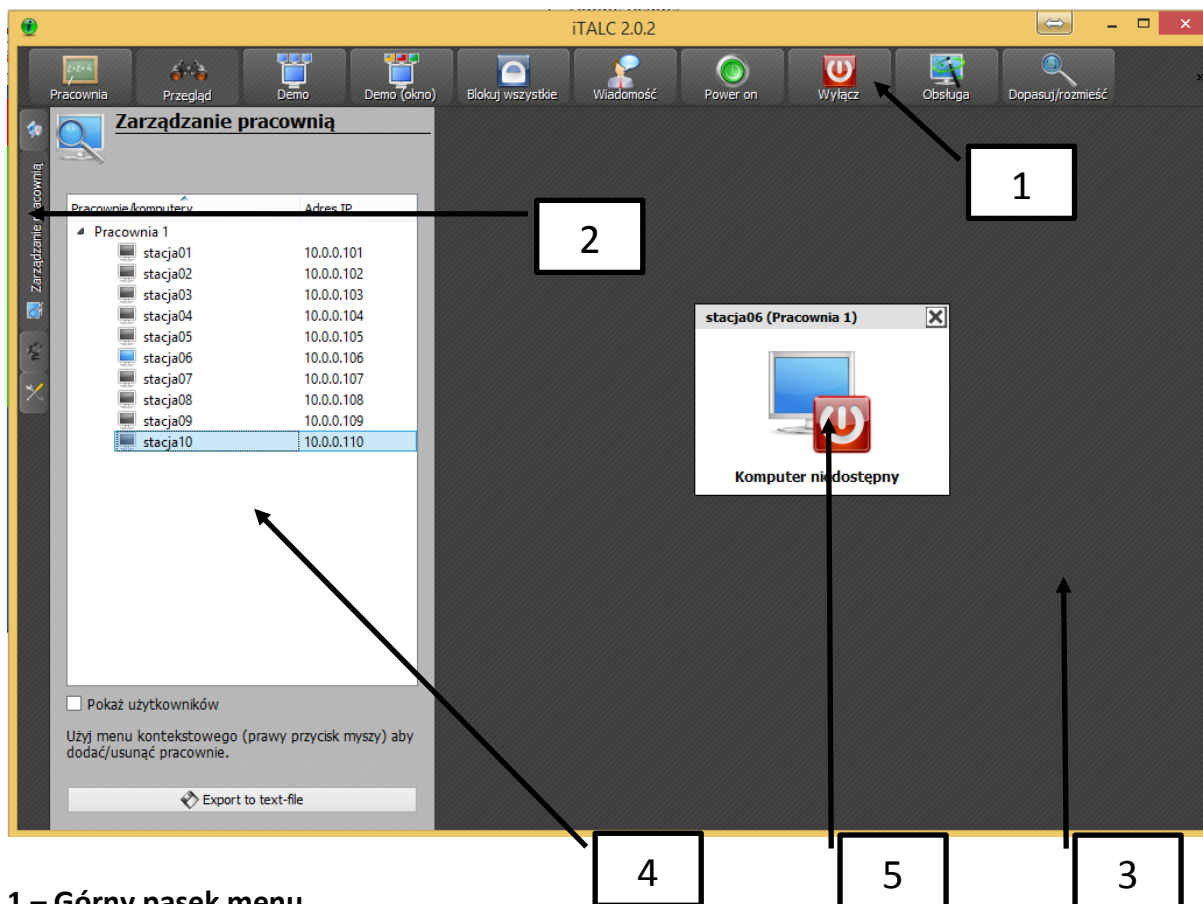 iTALC 2.0.2
Pracownia Przegląd Demo Demo (okno) Blokuj wszystkie Wiadomość Power on Wyłącz Obsługa Dopasuj/rozmieść »
Zarządzanie pracownią
Zarządzanie pracownią
1
2
Pracownie/komputery Adres IP
Pracownia 1
stacja01 10.0.0.101
stacja02 10.0.0.102
stacja03 10.0.0.103
stacja04 10.0.0.104
stacja05 10.0.0.105
stacja06 10.0.0.106
stacja07 10.0.0.107
stacja08 10.0.0.108
stacja09 10.0.0.109
stacja10 10.0.0.110
stacja06 (Pracownia 1)
Komputer niedostępny
Pokaż użytkowników
Użyj menu kontekstowego (prawy przycisk myszy) aby
dodać/usunąć pracownie.
Export to text-file
4
5
3
1 – Górny pasek menu